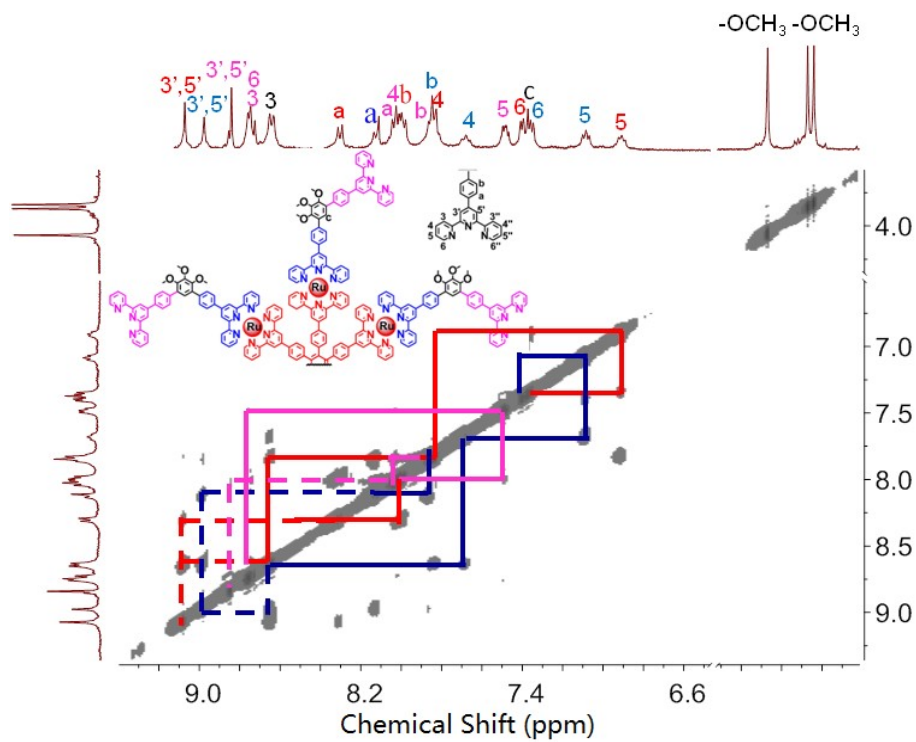 -OCH3 -OCH3
3',5' 3',5' 3',5' 6 3 3 a a a 4 b b b 4 4 5 6 c 6 5 5
b
a
3' 5'
4 3 3'' 4''
5 6 N N N 6'' 5''
c
Ru
Ru Ru
4.0
7.0
7.5
8.0
8.5
9.0
9.0 8.2 7.4 6.6
Chemical Shift (ppm)